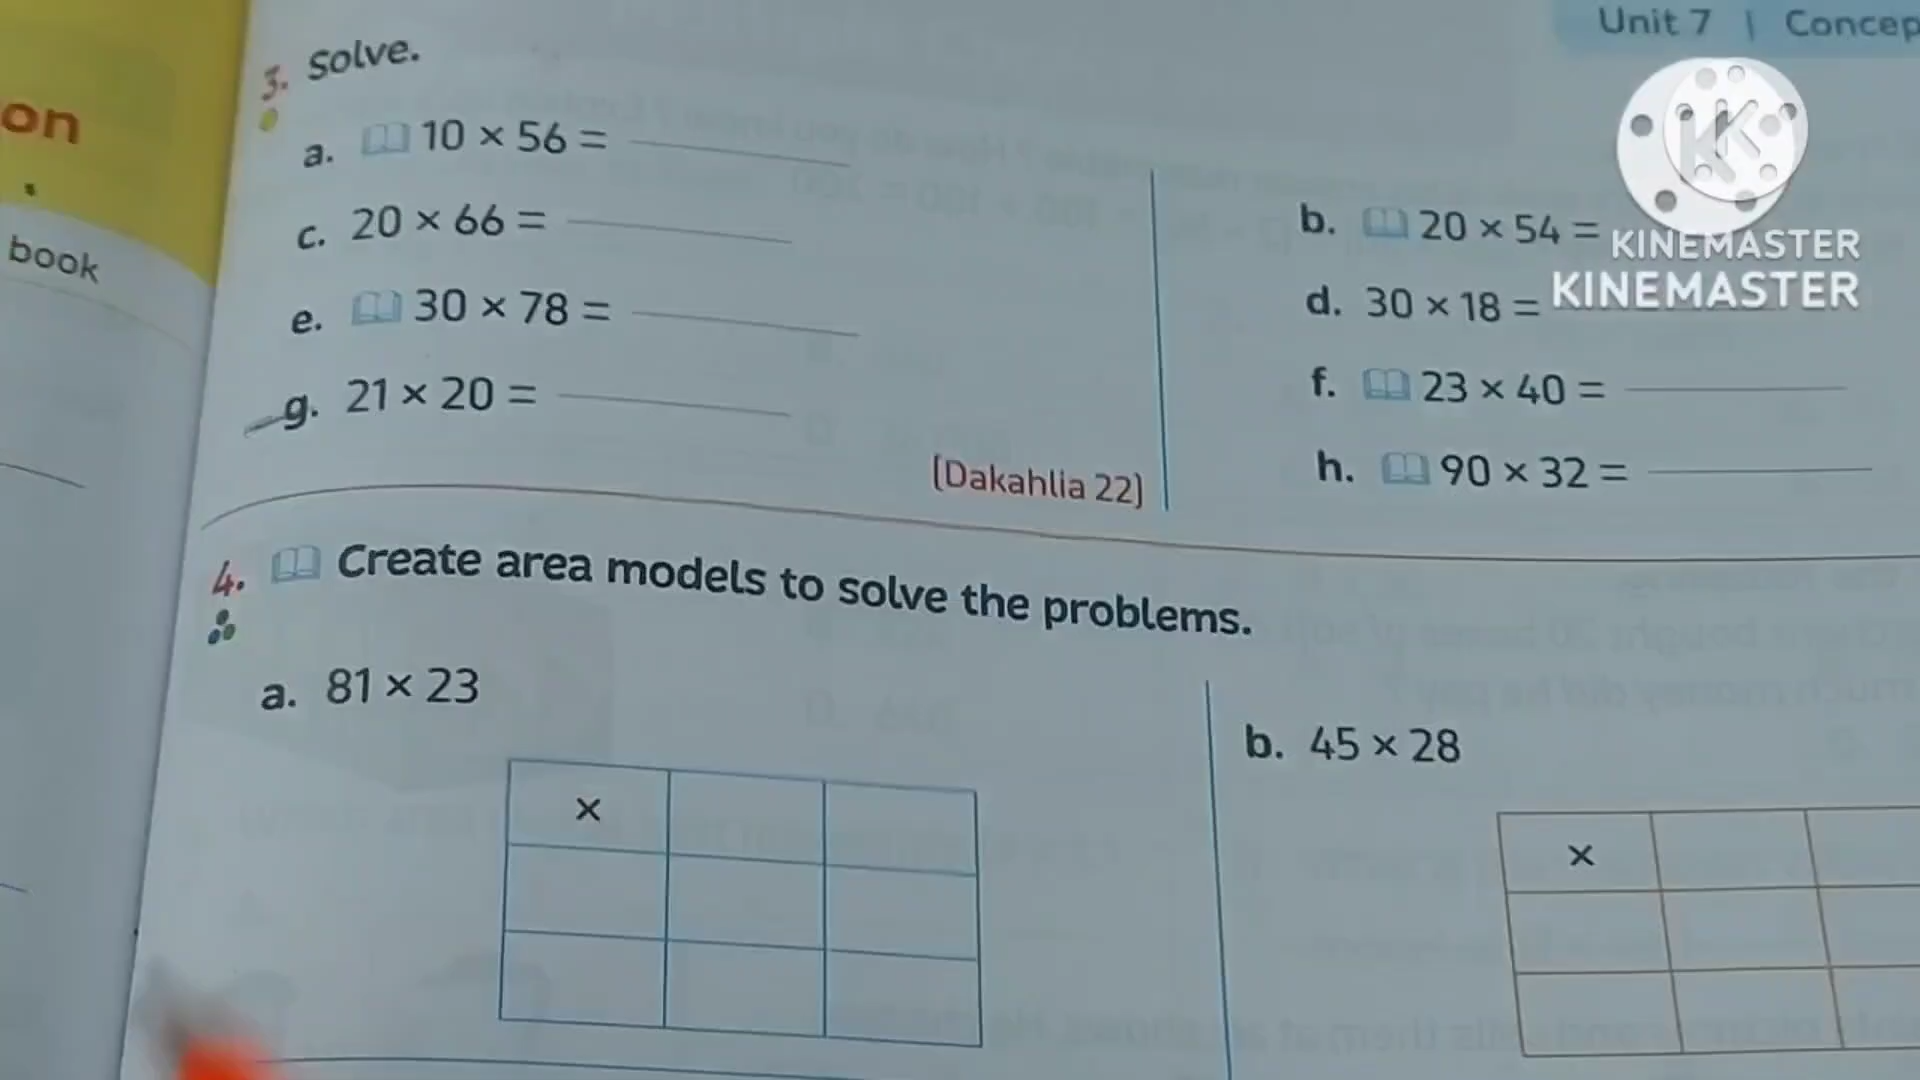 Unit 7 | Concep
on
book
3. Solve.
a. 10 × 56 =
b. 20 × 54 =
c. 20 × 66 =
d. 30 × 18 =
e. 30 × 78 =
f. 23 × 40 =
g. 21 × 20 =
(Dakahlia 22)
h. 90 × 32 =
KINEMASTER
KINEMASTER
4. Create area models to solve the problems.
a. 81 × 23
b. 45 × 28
×
×